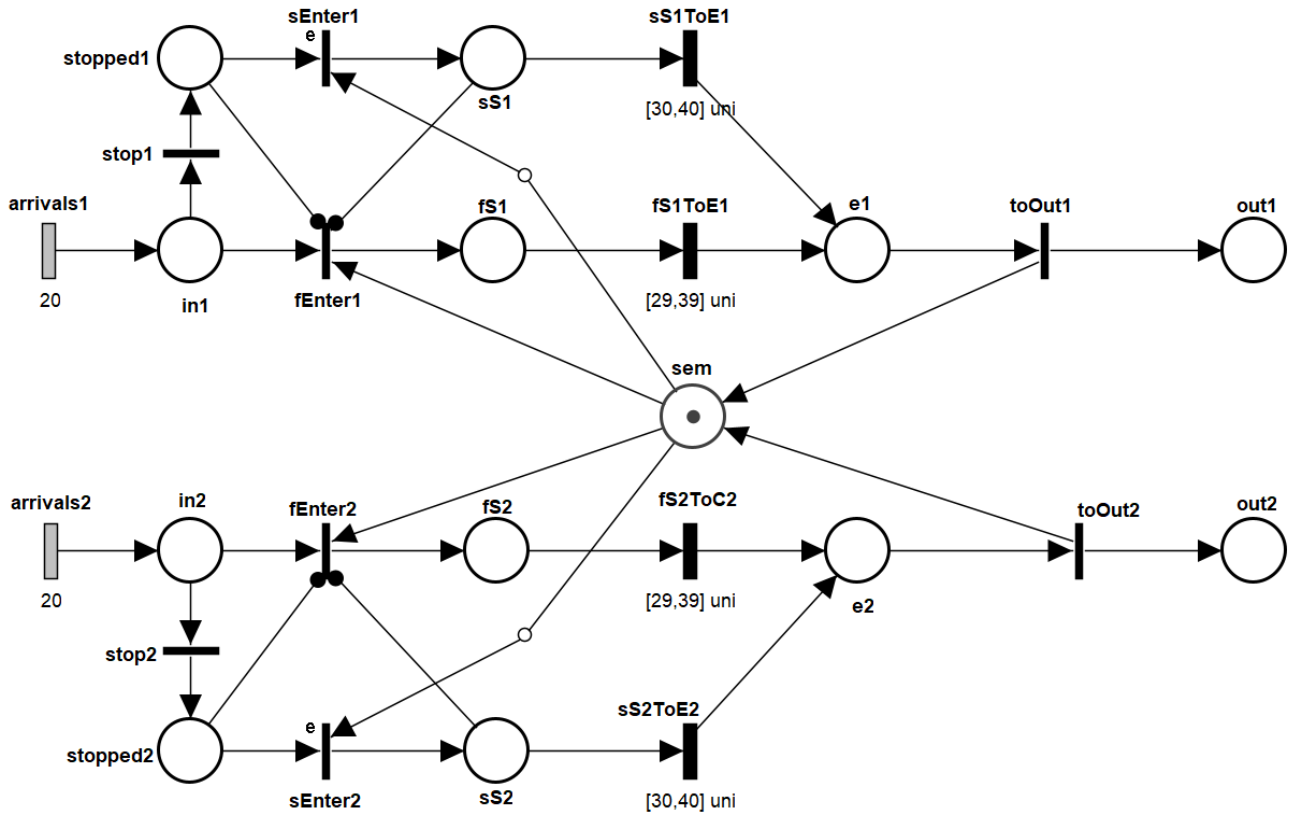 sEnter1
sS1ToE1
e
stopped1
sS1
[30,40] uni
stop1
arrivals1
fS1
fS1ToE1
e1
toOut1
out1
20
in1
fEnter1
[29,39] uni
sem
arrivals2
in2
fEnter2
fS2
fS2ToC2
toOut2
out2
20
[29,39] uni
e2
stop2
sS2ToE2
e
stopped2
sEnter2
sS2
[30,40] uni